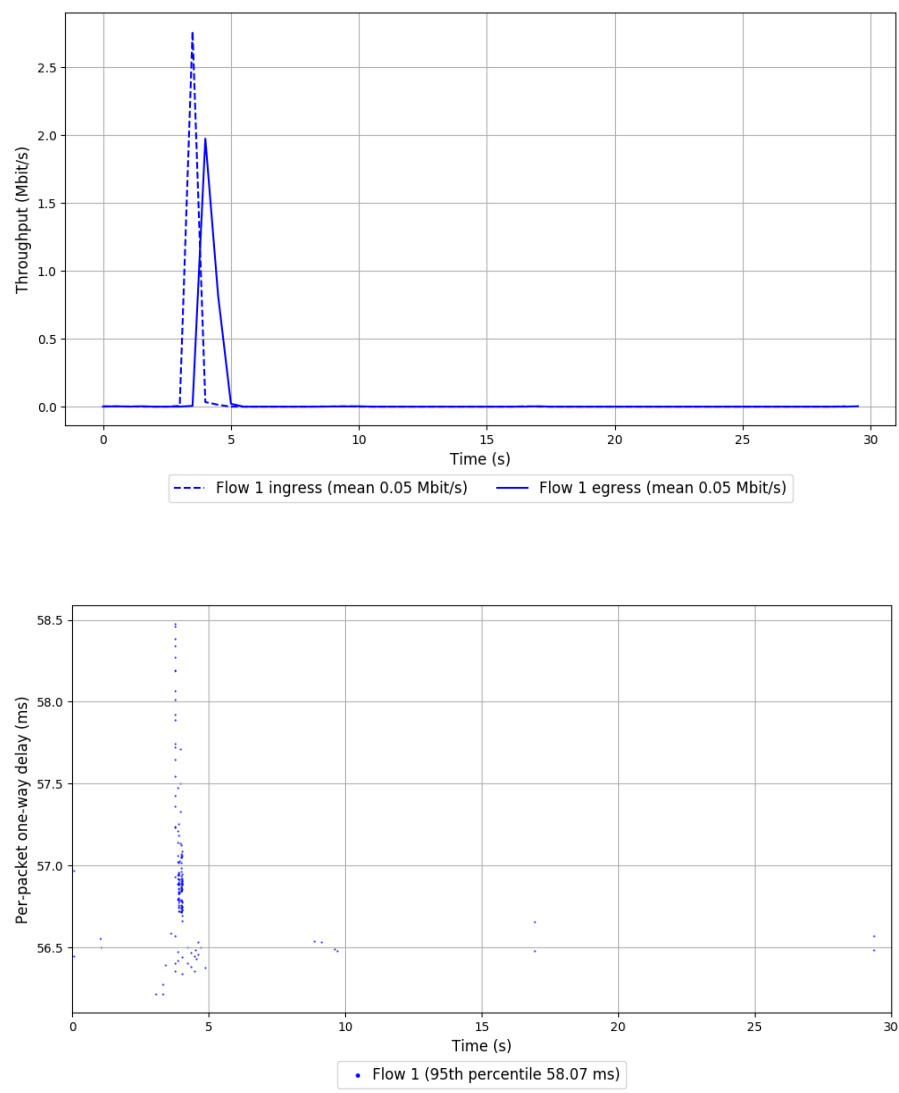 2.5
2.0
1.5
1.0
0.5
0.0
Throughput (Mbit/s)
0 5 10 15 20 25 30
Time (s)
Flow 1 ingress (mean 0.05 Mbit/s) Flow 1 egress (mean 0.05 Mbit/s)
58.5
58.0
57.5
57.0
56.5
Per-packet one-way delay (ms)
0 5 10 15 20 25 30
Time (s)
Flow 1 (95th percentile 58.07 ms)